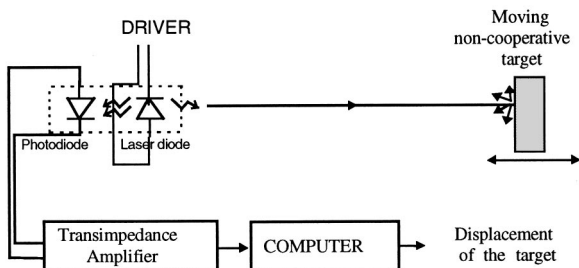 DRIVER
Moving
non-cooperative
target
Photodiode
Laser diode
Transimpedance
Amplifier
COMPUTER
Displacement
of the target